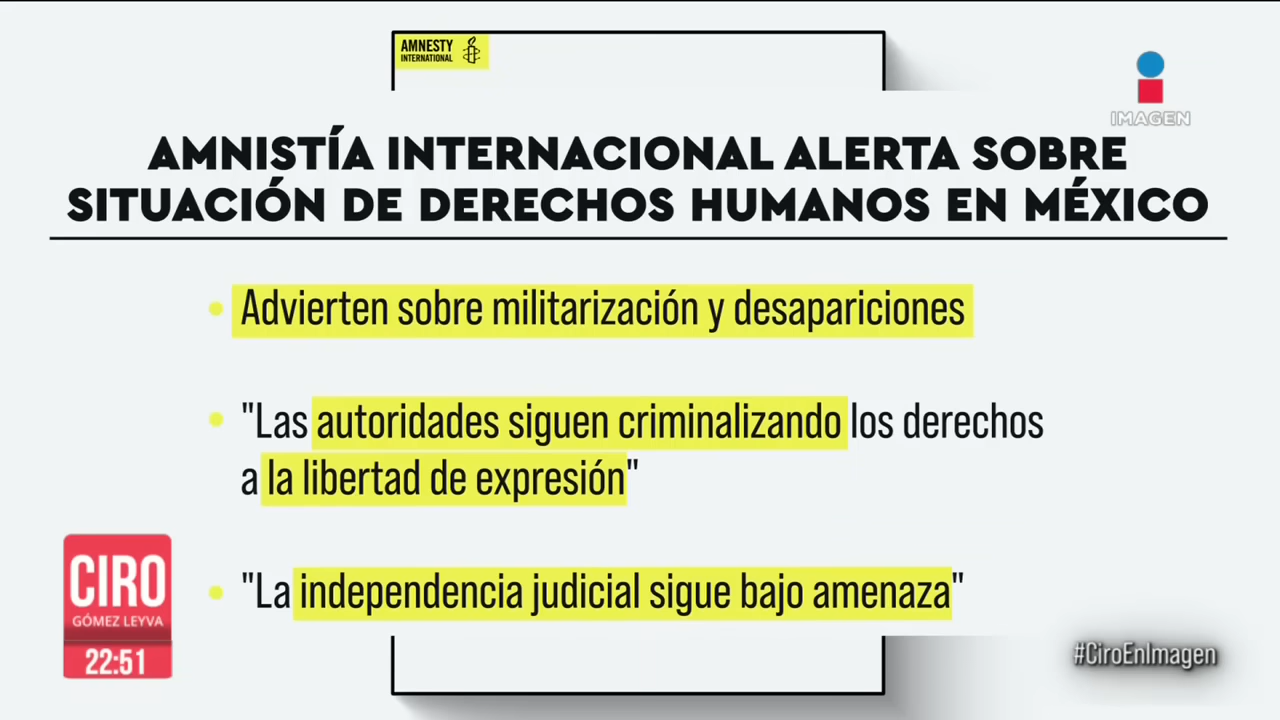 AMNESTY
INTERNATIONAL
IMAGEN
AMNISTÍA INTERNACIONAL ALERTA SOBRE
SITUACIÓN DE DERECHOS HUMANOS EN MÉXICO
• Advierten sobre militarización y desapariciones
• "Las autoridades siguen criminalizando los derechos
a la libertad de expresión"
• "La independencia judicial sigue bajo amenaza"
CIRO
GÓMEZ LEYVA
22:51
#CiroEnImagen